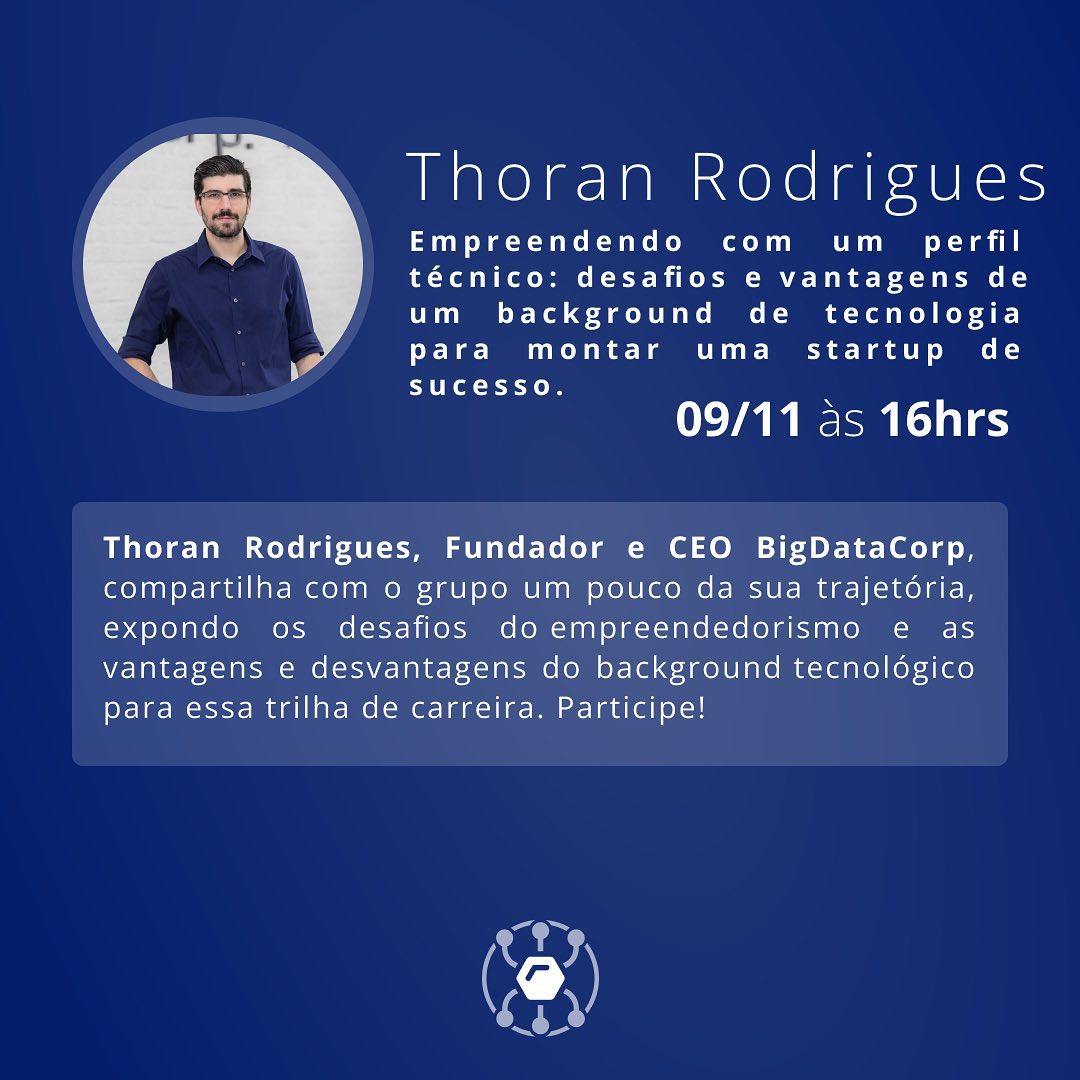 Thoran Rodrigues
Empreendendo com um perfil
técnico: desafios e vantagens de
um background de tecnologia
para montar uma startup de
sucesso.
09/11 às 16hrs
Thoran Rodrigues, Fundador e CEO BigDataCorp,
compartilha com o grupo um pouco da sua trajetória,
expondo os desafios do empreendedorismo e as
vantagens e desvantagens do background tecnológico
para essa trilha de carreira. Participe!